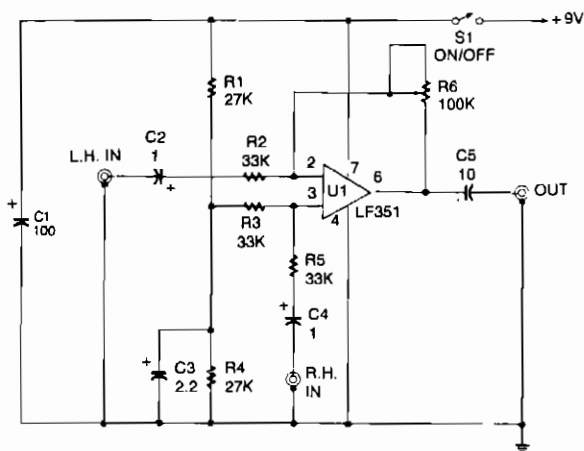 +9V
S1
ON/OFF
R1
27K
R6
100K
C2
1
+
L.H. IN
R2
33K
2
7
6
C5
10
U1
3
4
LF351
OUT
+
C1
100
R3
33K
R5
33K
+
C4
1
+
C3
2.2
R4
27K
R.H.
IN